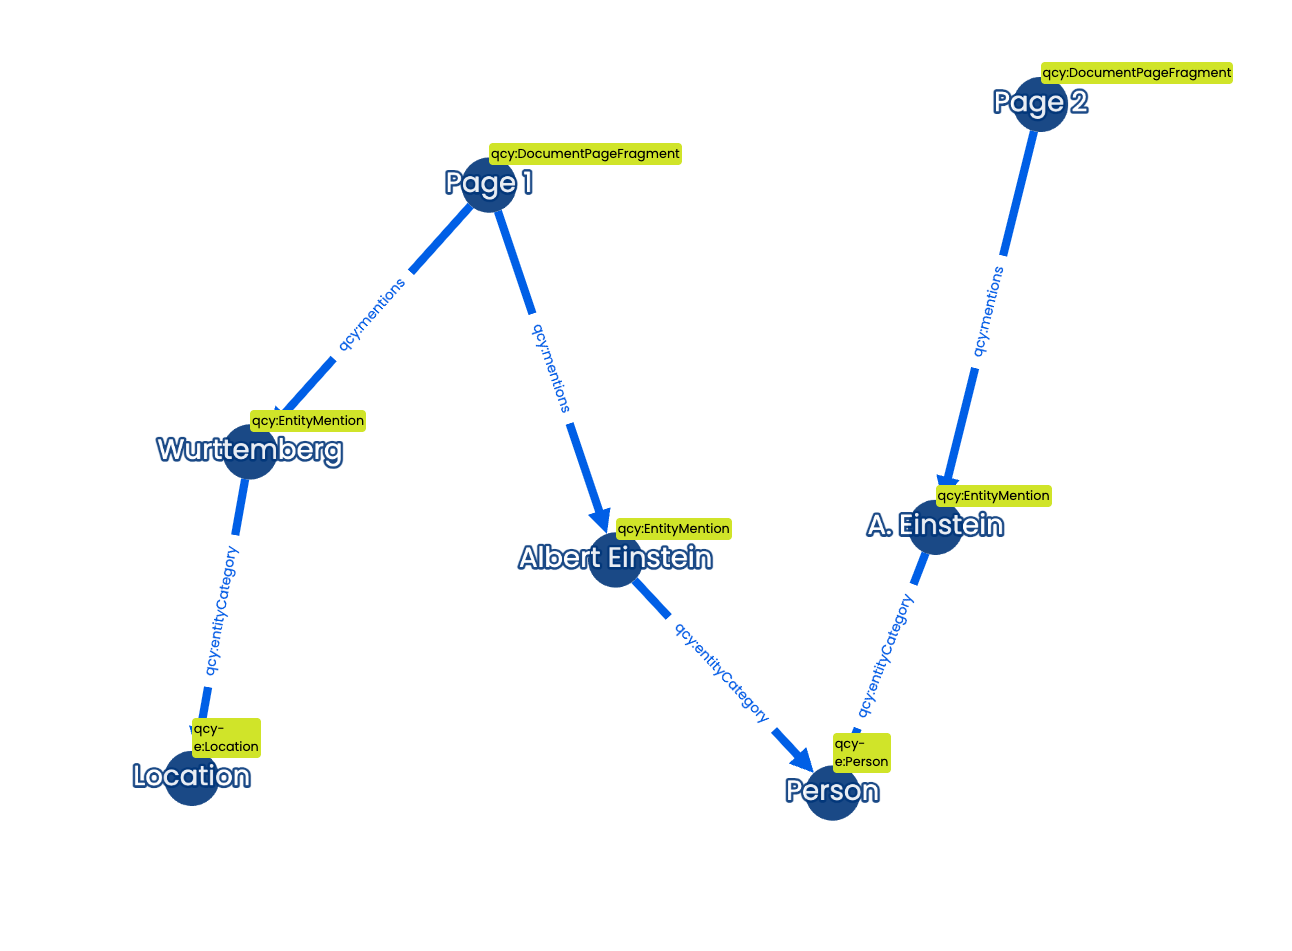 qcy:DocumentPageFragment
Page 2
qcy:DocumentPageFragment
Page 1
qcy:mentions
qcy:mentions
qcy:mentions
qcy:EntityMention
Wurttemberg
qcy:EntityMention
A. Einstein
qcy:EntityMention
Albert Einstein
qcy:entityCategory
qcy:entityCategory
qcy:entityCategory
qcy-
e:Location
Location
qcy-
e:Person
Person